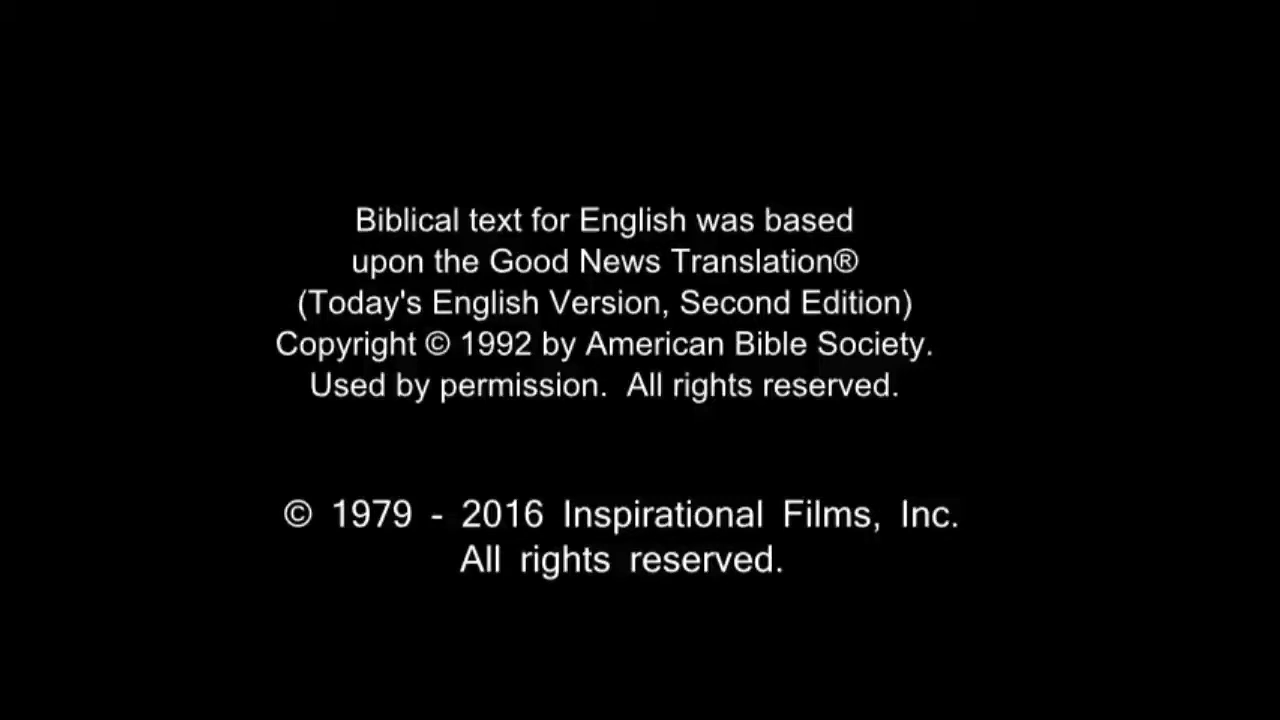 Biblical text for English was based
upon the Good News Translation®
(Today's English Version, Second Edition)
Copyright © 1992 by American Bible Society.
Used by permission.  All rights reserved.
© 1979 - 2016 Inspirational Films, Inc.
All rights reserved.